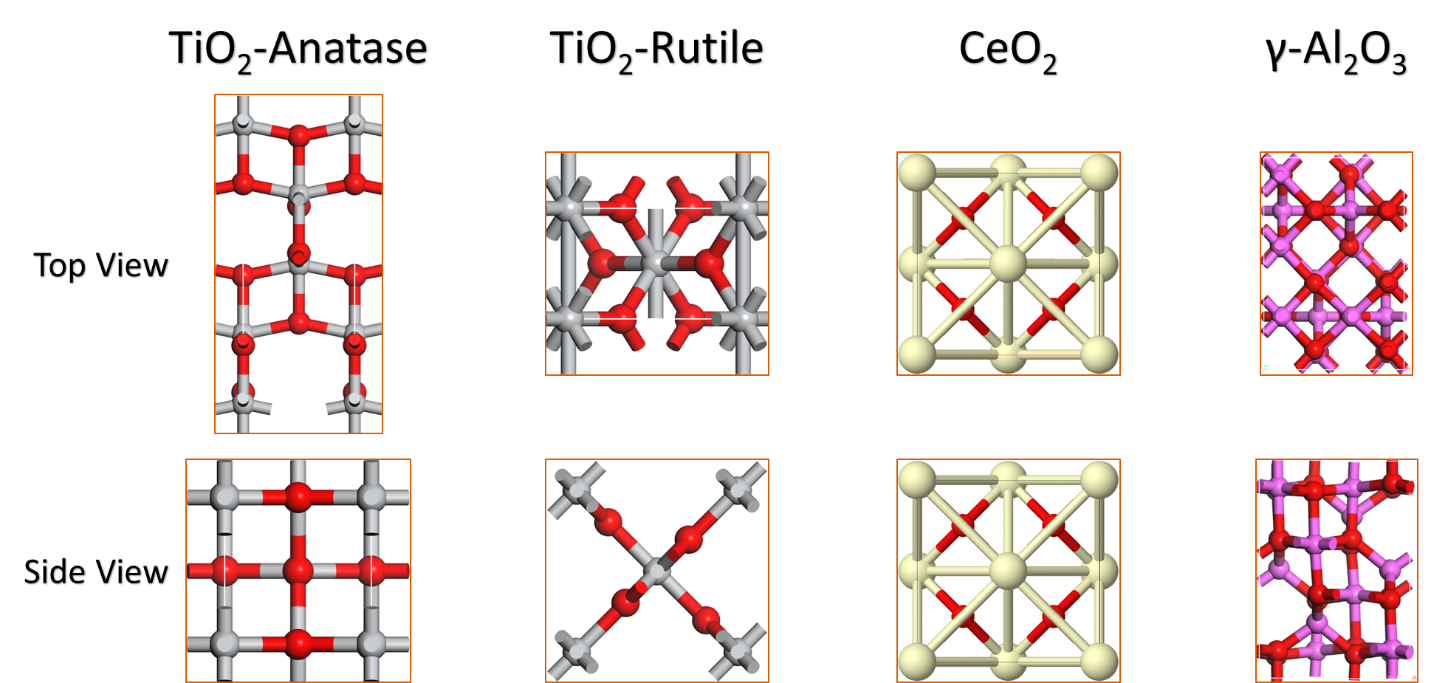 TiO₂-Anatase TiO₂-Rutile CeO₂ γ-Al₂O₃
Top View
Side View